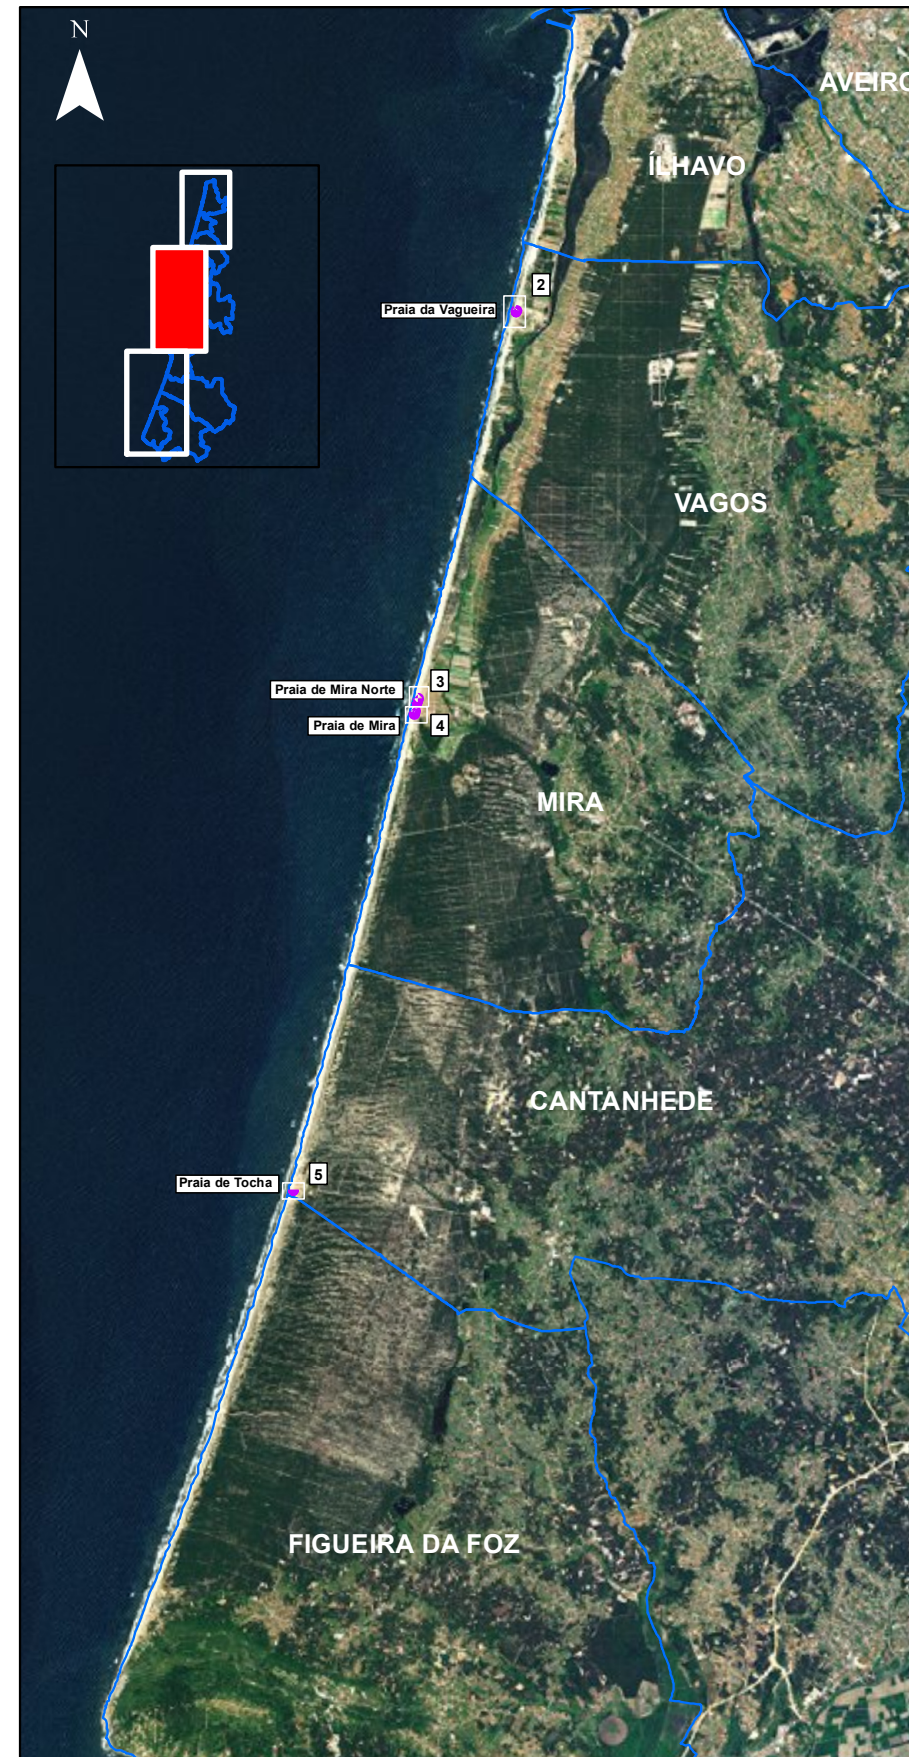 N
AVEIRO
ÍLHAVO
2
Praia da Vagueira
VAGOS
3
Praia de Mira Norte
Praia de Mira
4
MIRA
CANTANHEDE
5
Praia de Tocha
FIGUEIRA DA FOZ